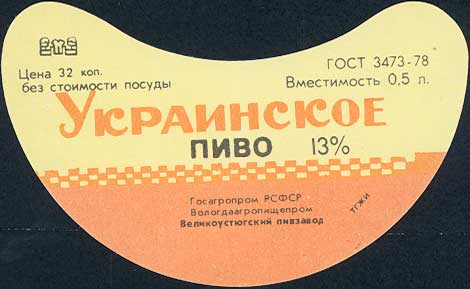 Цена 32 коп.
без стоимости посуды
ГОСТ 3473-78
Вместимость 0,5 л.
УКРАИНСКОЕ
ПИВО 13%
Госагропром РСФСР
Вологдаагропищепром
Великоустюгский пивзавод
ТГЖИ